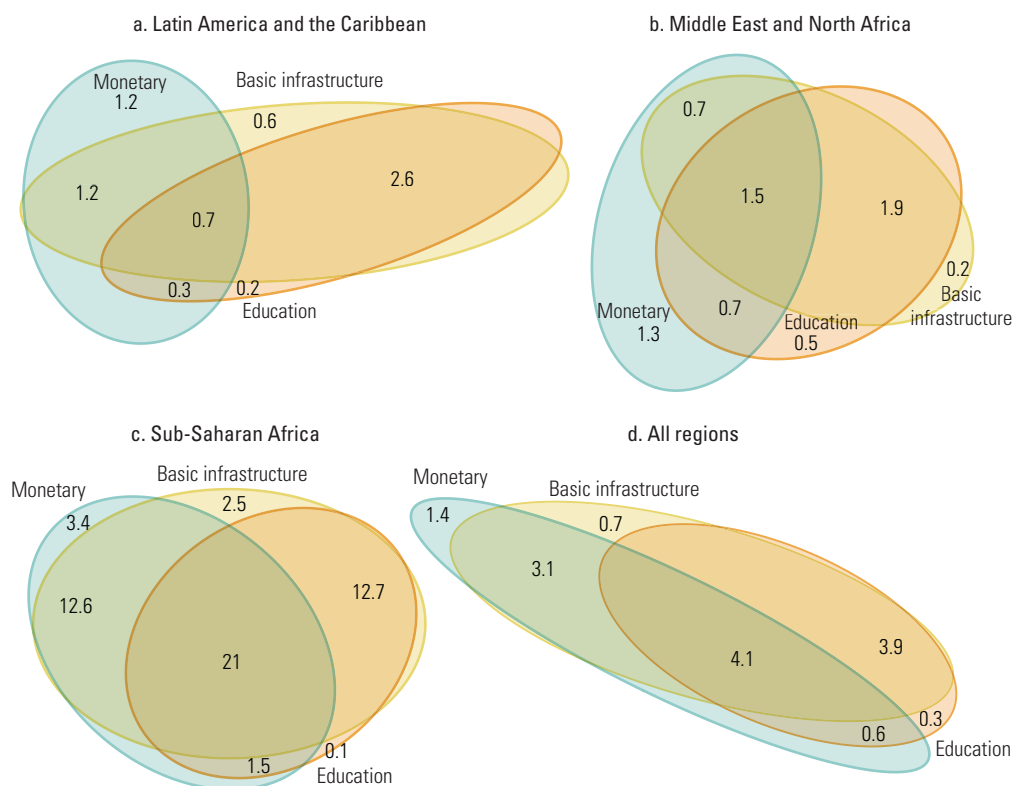 a. Latin America and the Caribbean
Monetary
1.2
Basic infrastructure
0.6
1.2
2.6
0.7
0.3
0.2
Education
b. Middle East and North Africa
0.7
1.5
1.9
0.2
Basic
infrastructure
Monetary
1.3
0.7
Education
0.5
c. Sub-Saharan Africa
Monetary
3.4
Basic infrastructure
2.5
12.6
12.7
21
0.1
1.5
Education
d. All regions
Monetary
1.4
Basic infrastructure
0.7
3.1
4.1
3.9
0.3
0.6
Education